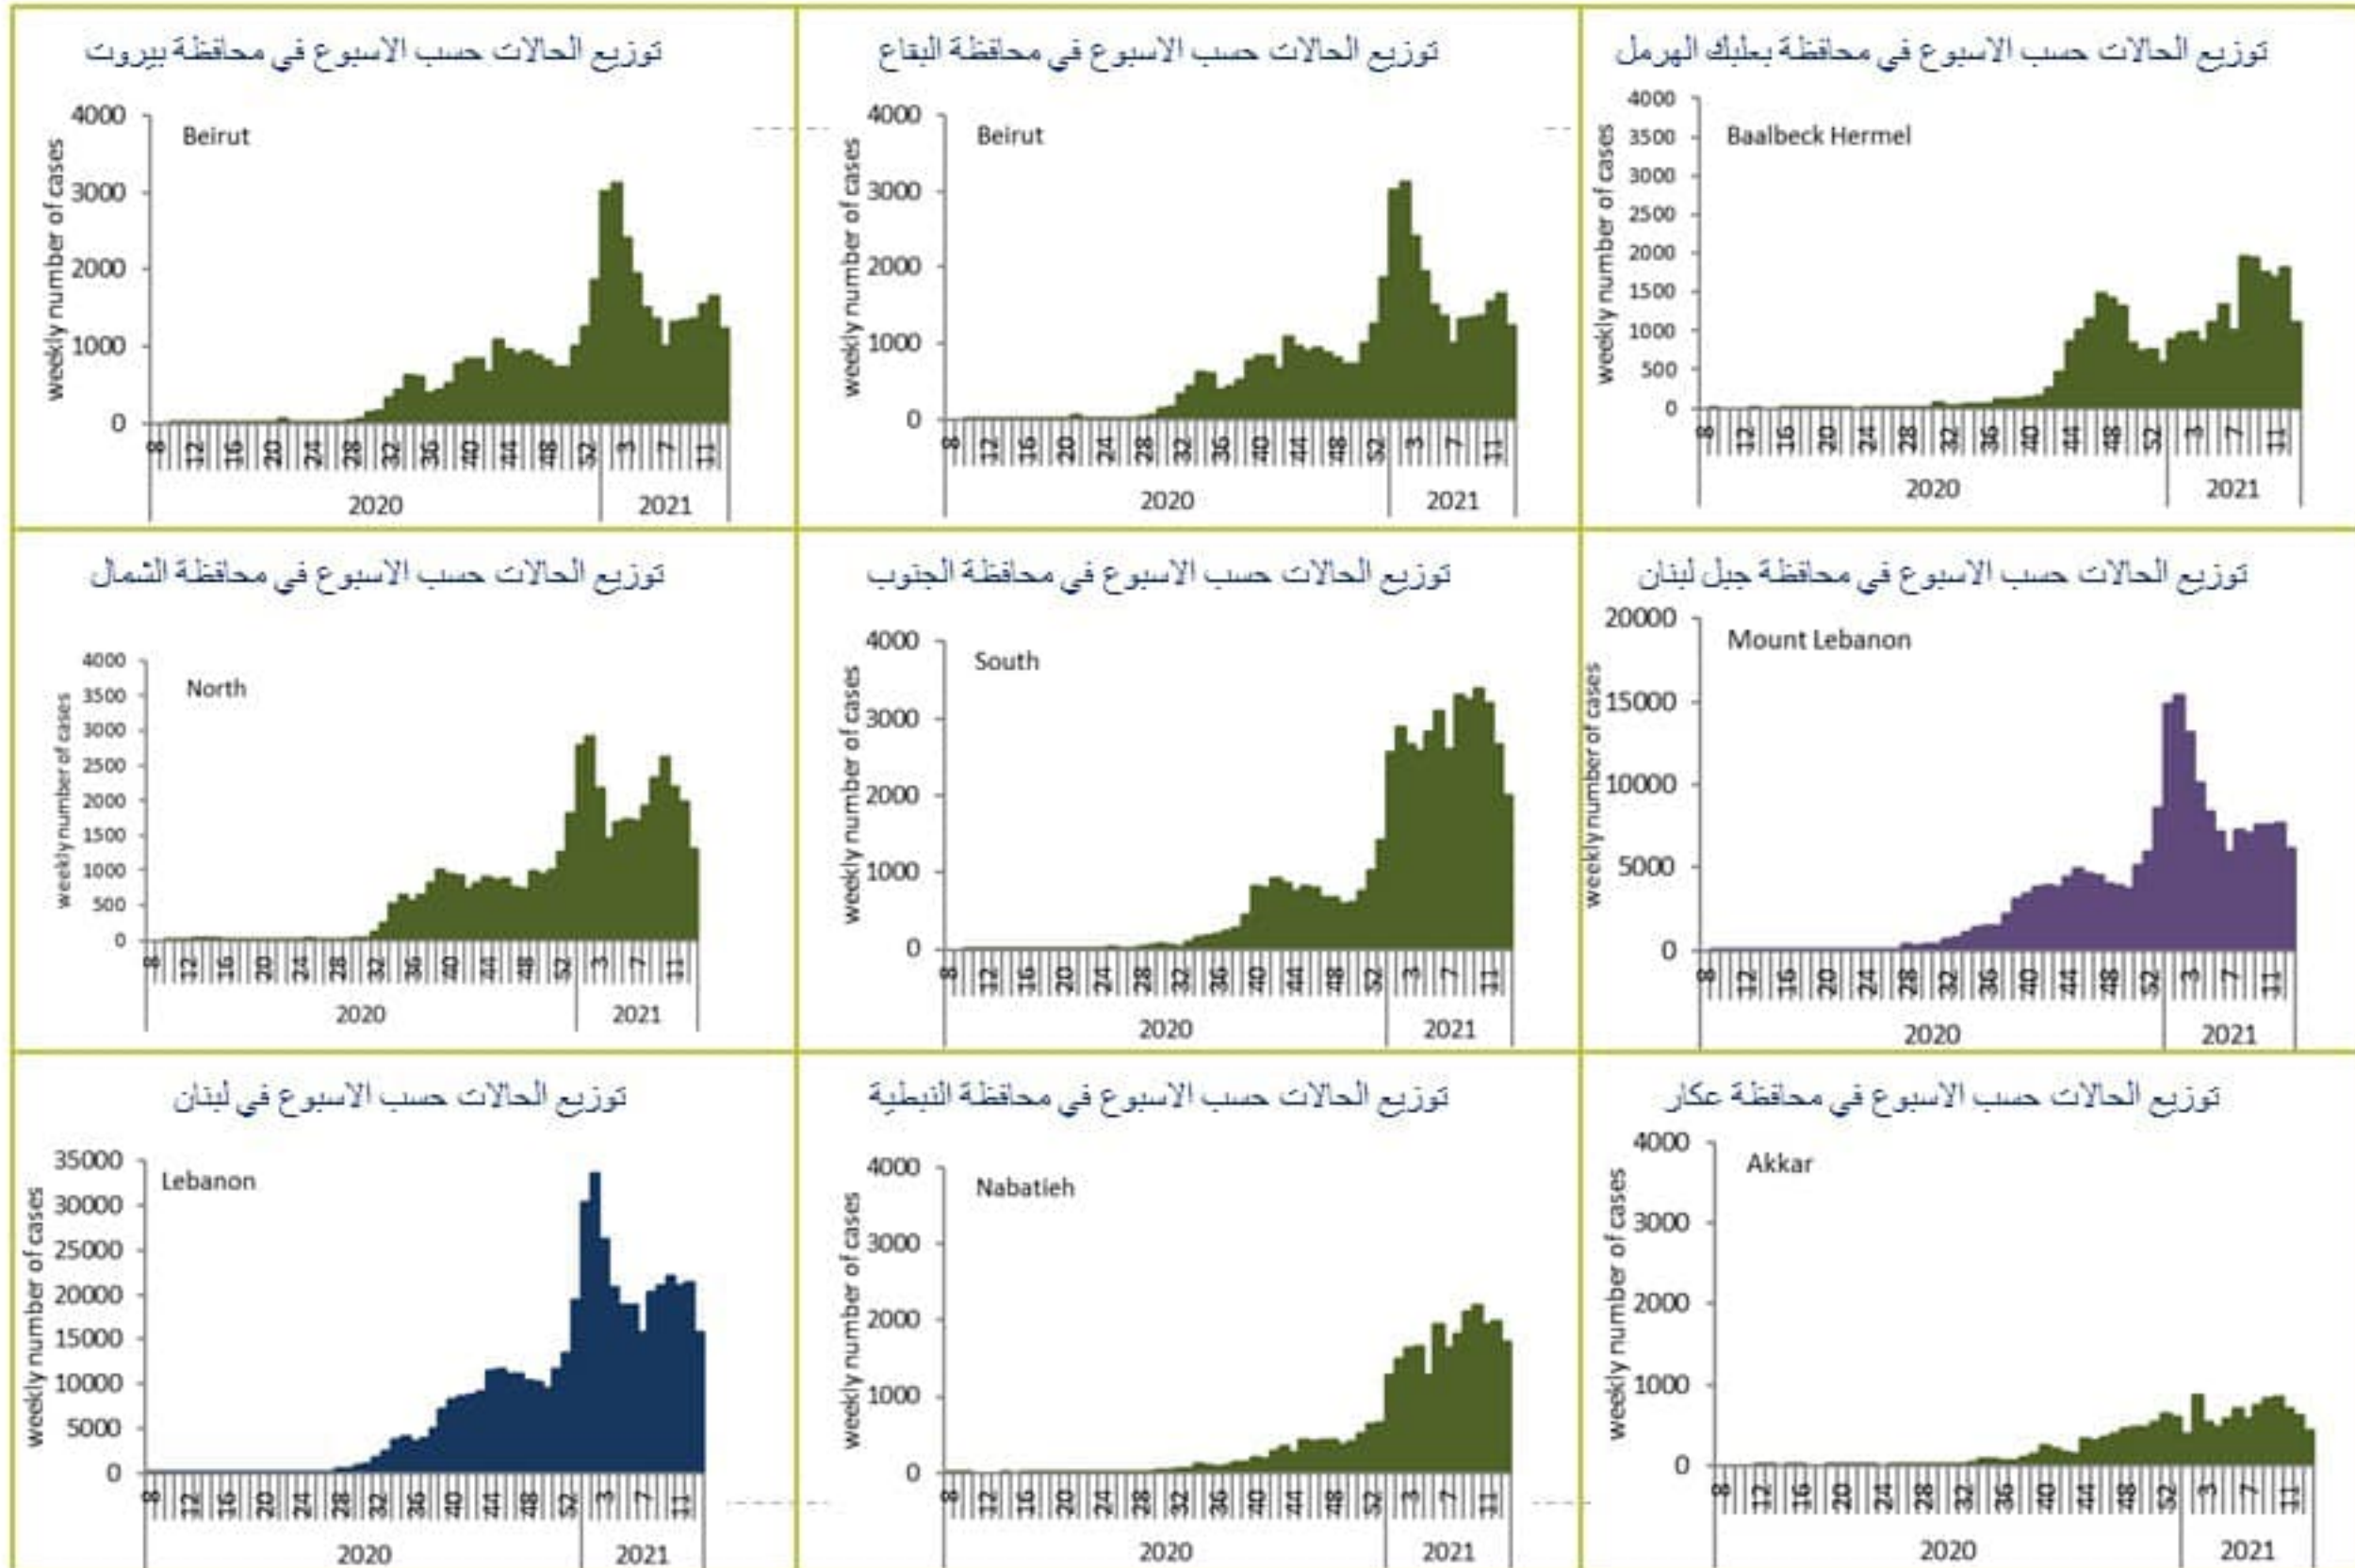 توزيع الحالات حسب الاسبوع في محافظة بيروت
Beirut
weekly number of cases
4000
3000
2000
1000
0
8 12 16 20 24 28 32 36 40 44 48 52 3 7 11
2020 2021
توزيع الحالات حسب الاسبوع في محافظة البقاع
Beirut
weekly number of cases
4000
3000
2000
1000
0
8 12 16 20 24 28 32 36 40 44 48 52 3 7 11
2020 2021
توزيع الحالات حسب الاسبوع في محافظة بعلبك الهرمل
Baalbeck Hermel
weekly number of cases
4000
3500
3000
2500
2000
1500
1000
500
0
8 12 16 20 24 28 32 36 40 44 48 52 3 7 11
2020 2021
توزيع الحالات حسب الاسبوع في محافظة الشمال
North
weekly number of cases
4000
3500
3000
2500
2000
1500
1000
500
0
8 12 16 20 24 28 32 36 40 44 48 52 3 7 11
2020 2021
توزيع الحالات حسب الاسبوع في محافظة الجنوب
South
weekly number of cases
4000
3000
2000
1000
0
8 12 16 20 24 28 32 36 40 44 48 52 3 7 11
2020 2021
توزيع الحالات حسب الاسبوع في محافظة جبل لبنان
Mount Lebanon
weekly number of cases
20000
15000
10000
5000
0
8 12 16 20 24 28 32 36 40 44 48 52 3 7 11
2020 2021
توزيع الحالات حسب الاسبوع في لبنان
Lebanon
weekly number of cases
35000
30000
25000
20000
15000
10000
5000
0
8 12 16 20 24 28 32 36 40 44 48 52 3 7 11
2020 2021
توزيع الحالات حسب الاسبوع في محافظة النبطية
Nabatieh
weekly number of cases
4000
3000
2000
1000
0
8 12 16 20 24 28 32 36 40 44 48 52 3 7 11
2020 2021
توزيع الحالات حسب الاسبوع في محافظة عكار
Akkar
weekly number of cases
4000
3000
2000
1000
0
8 12 16 20 24 28 32 36 40 44 48 52 3 7 11
2020 2021